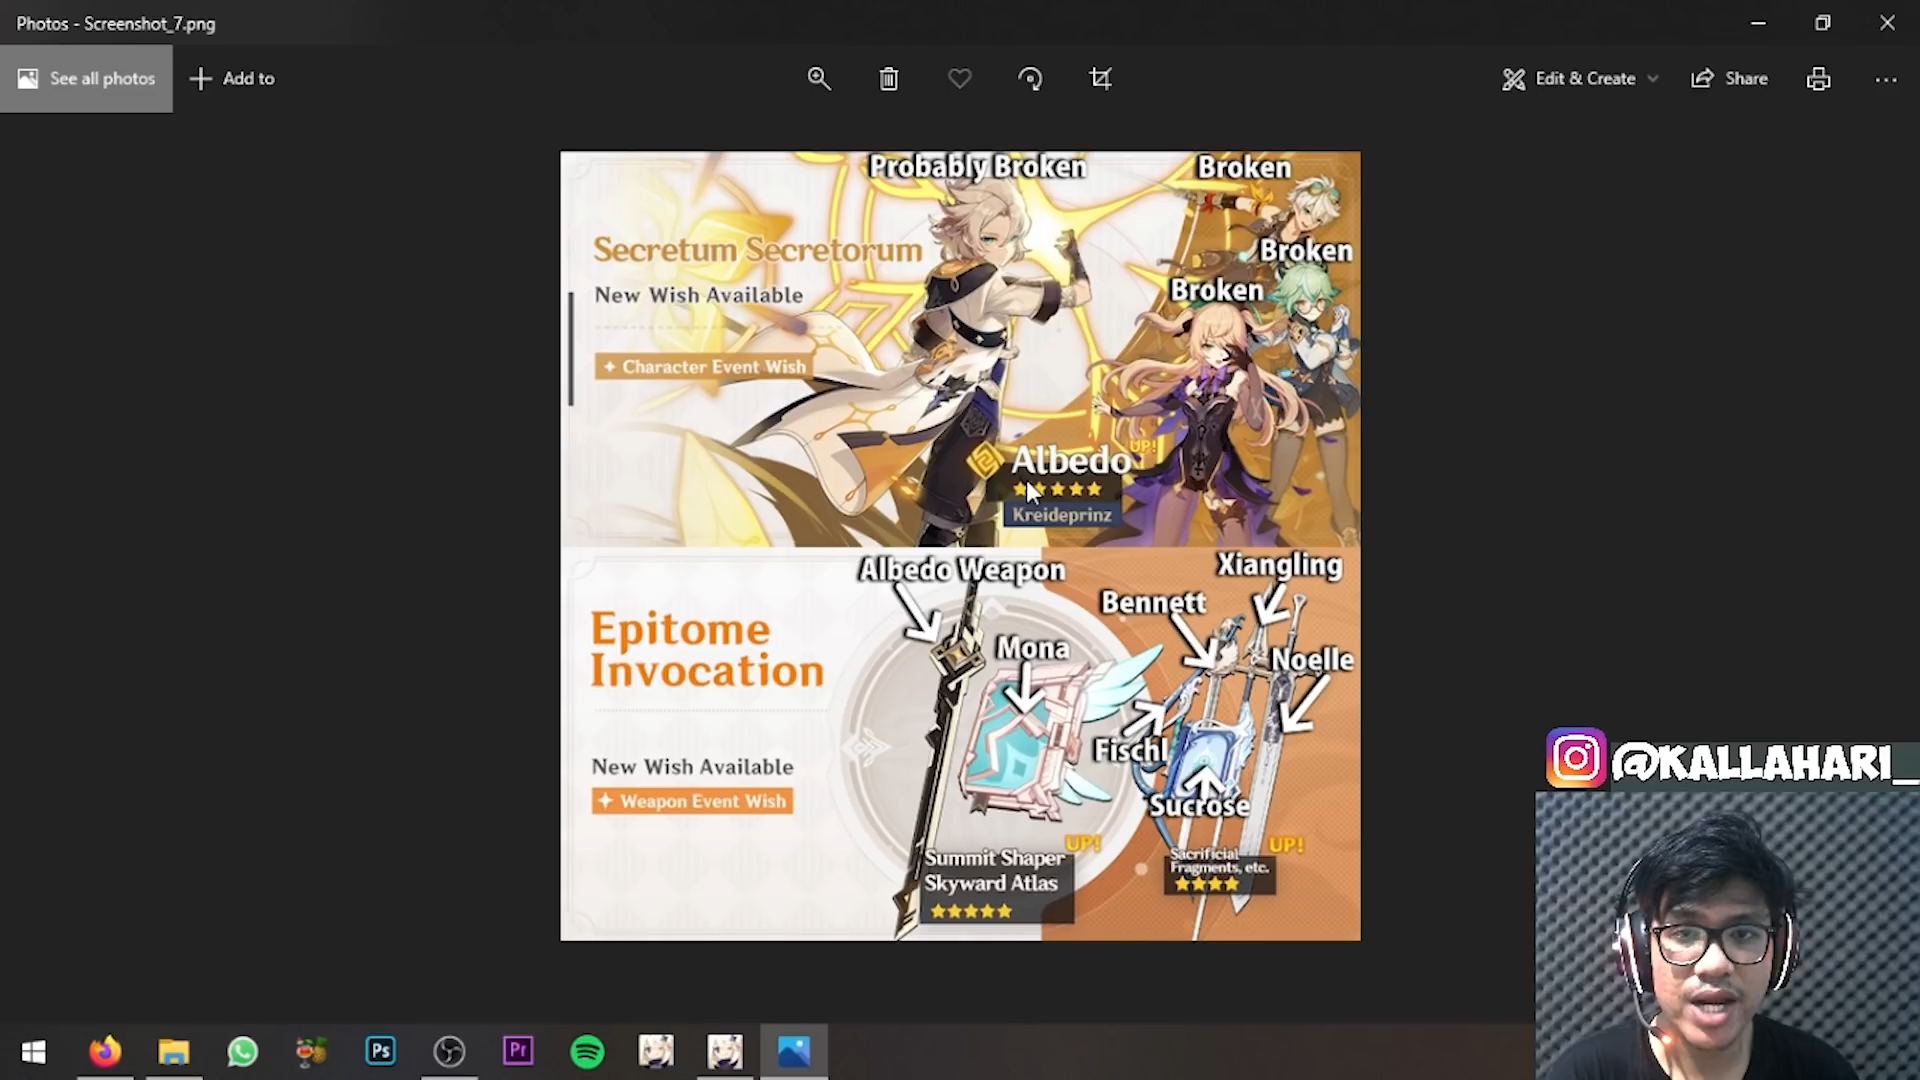 Photos - Screenshot_7.png
See all photos
Add to
Edit & Create
Share
Probably Broken
Broken
Broken
Broken
Secretum Secretorum
New Wish Available
Character Event Wish
Albedo
UP!
Kreideprinz
Albedo Weapon
Xiangling
Bennett
Mona
Noelle
Epitome
Invocation
Fischl
Sucrose
New Wish Available
Weapon Event Wish
UP!
Summit Shaper
Skyward Atlas
UP!
Sacrificial
Fragments, etc.
@KALLAHARI_
Ps
Pr